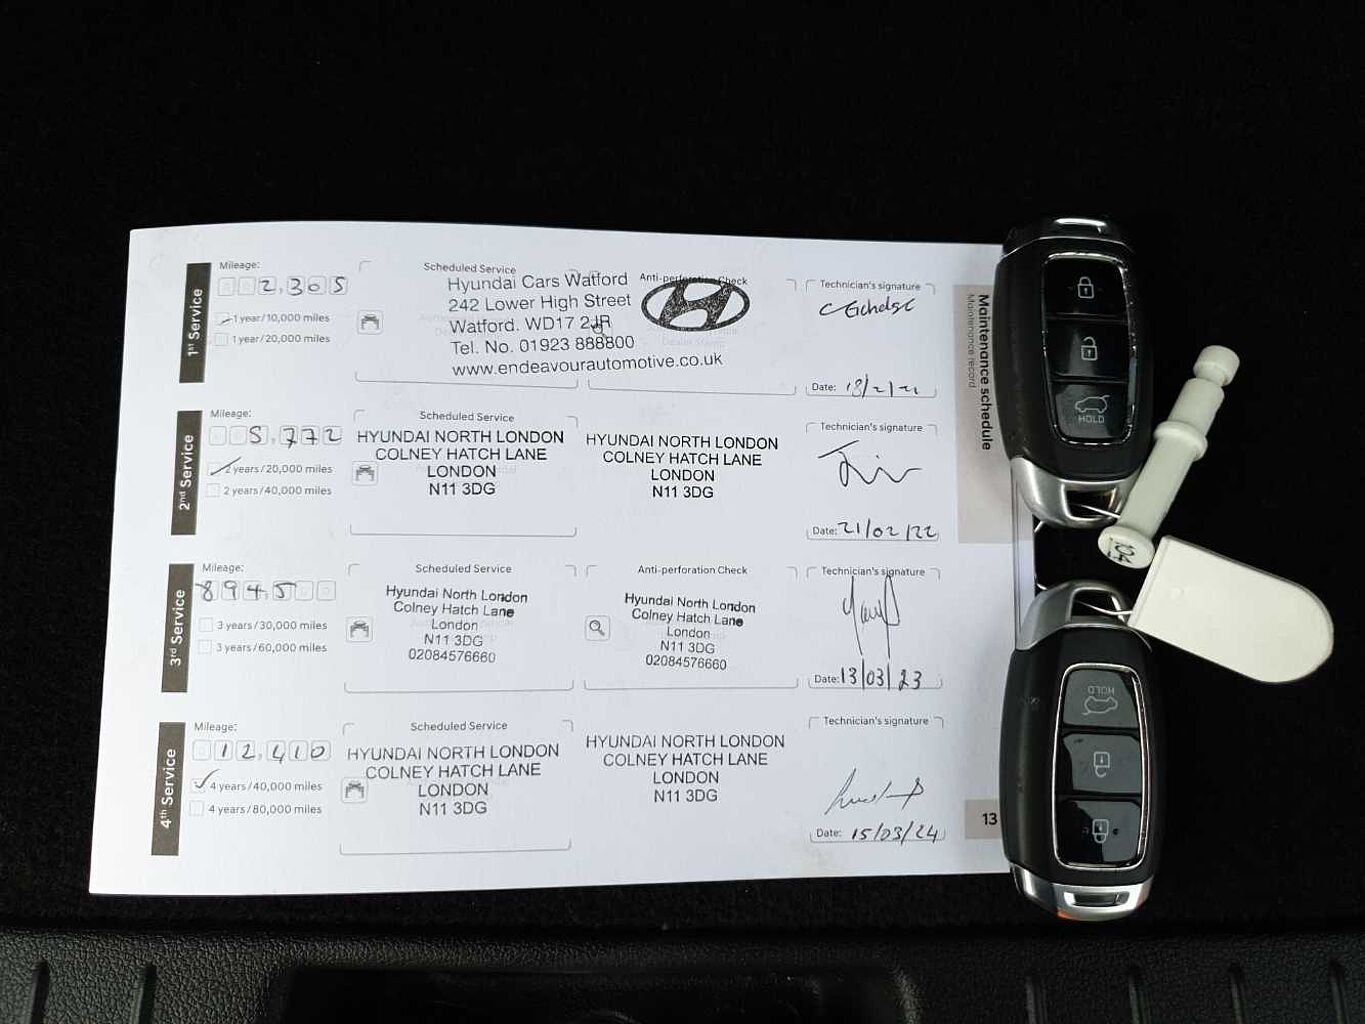 1st Service
Mileage:
2,305
1 year/10,000 miles
1 year/20,000 miles
Scheduled Service
Anti-perforation Check
Hyundai Cars Watford
242 Lower High Street
Watford. WD17 2JR
Tel. No. 01923 888800
www.endeavourautomotive.co.uk
Technician's signature
Date:
2nd Service
Mileage:
5,772
2 years/20,000 miles
2 years/40,000 miles
Scheduled Service
HYUNDAI NORTH LONDON
COLNEY HATCH LANE
LONDON
N11 3DG
HYUNDAI NORTH LONDON
COLNEY HATCH LANE
LONDON
N11 3DG
Technician's signature
Date: 21/02/22
3rd Service
Mileage:
8945
3 years/30,000 miles
3 years/60,000 miles
Scheduled Service
Hyundai North London
Colney Hatch Lane
London
N11 3DG
02084576660
Anti-perforation Check
Hyundai North London
Colney Hatch Lane
London
N11 3DG
02084576660
Technician's signature
Date: 13/03/23
4th Service
Mileage:
12,410
4 years/40,000 miles
4 years/80,000 miles
Scheduled Service
HYUNDAI NORTH LONDON
COLNEY HATCH LANE
LONDON
N11 3DG
HYUNDAI NORTH LONDON
COLNEY HATCH LANE
LONDON
N11 3DG
Technician's signature
Date: 15/03/24
Maintenance schedule
Maintenance record
13
HOLD
HOLD